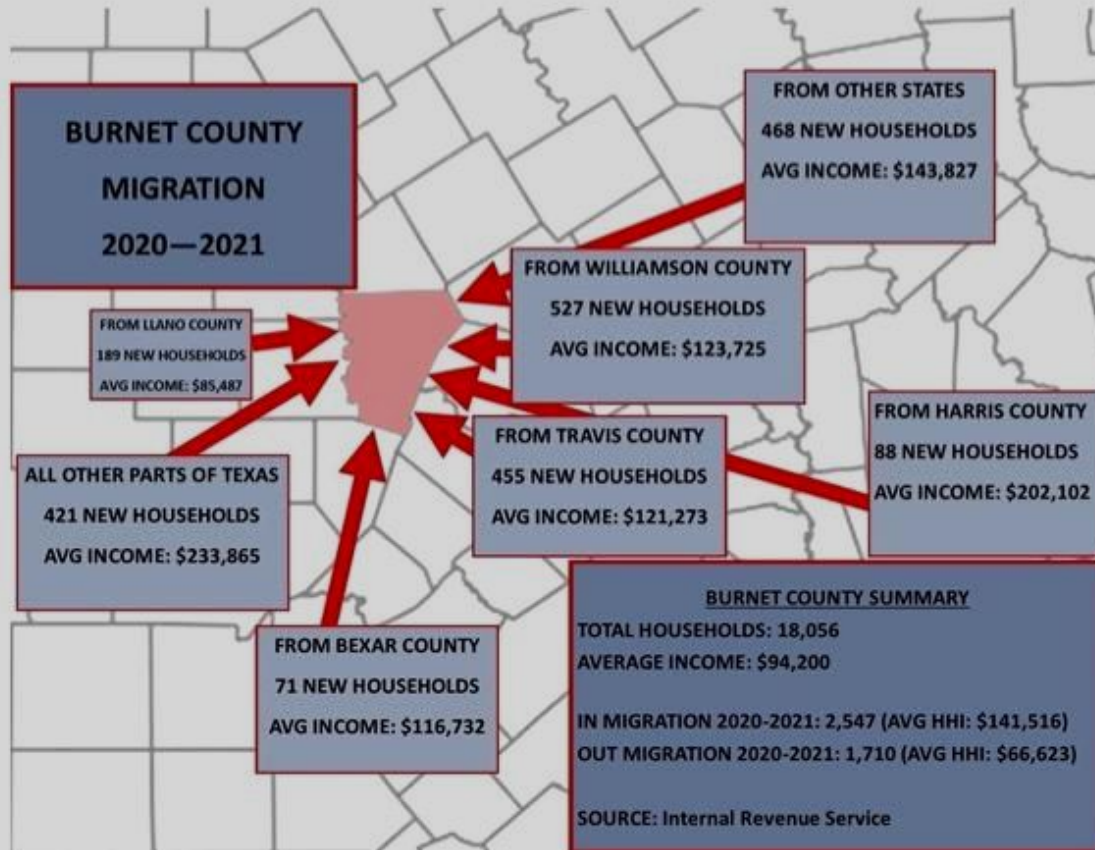 BURNET COUNTY
MIGRATION
2020—2021
FROM OTHER STATES
468 NEW HOUSEHOLDS
AVG INCOME: $143,827
FROM WILLIAMSON COUNTY
527 NEW HOUSEHOLDS
AVG INCOME: $123,725
FROM LLANO COUNTY
189 NEW HOUSEHOLDS
AVG INCOME: $85,487
FROM HARRIS COUNTY
88 NEW HOUSEHOLDS
AVG INCOME: $202,102
FROM TRAVIS COUNTY
455 NEW HOUSEHOLDS
AVG INCOME: $121,273
ALL OTHER PARTS OF TEXAS
421 NEW HOUSEHOLDS
AVG INCOME: $233,865
FROM BEXAR COUNTY
71 NEW HOUSEHOLDS
AVG INCOME: $116,732
BURNET COUNTY SUMMARY
TOTAL HOUSEHOLDS: 18,056
AVERAGE INCOME: $94,200
IN MIGRATION 2020-2021: 2,547 (AVG HHI: $141,516)
OUT MIGRATION 2020-2021: 1,710 (AVG HHI: $66,623)
SOURCE: Internal Revenue Service